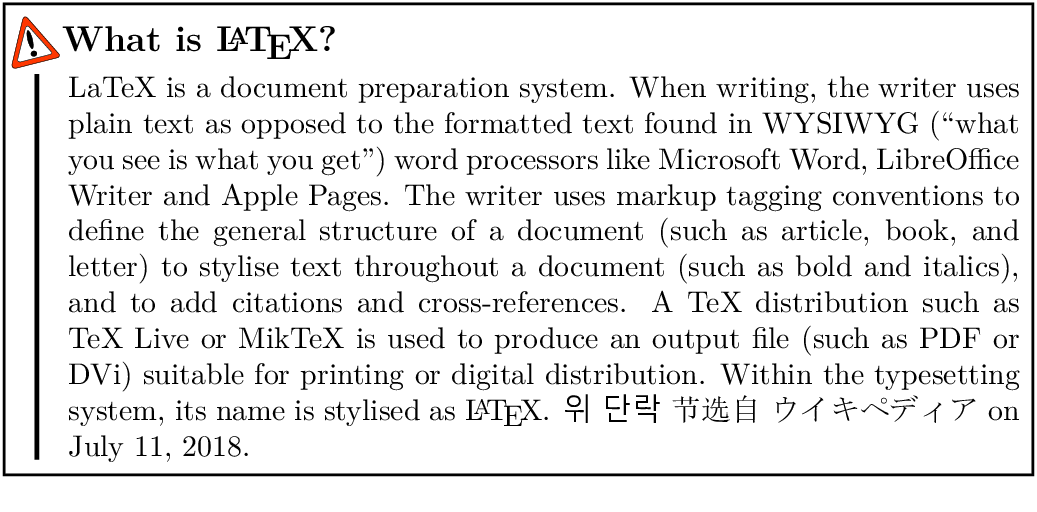 What is LATEX?
LaTeX is a document preparation system. When writing, the writer uses
plain text as opposed to the formatted text found in WYSIWYG (“what
you see is what you get”) word processors like Microsoft Word, LibreOffice
Writer and Apple Pages. The writer uses markup tagging conventions to
define the general structure of a document (such as article, book, and
letter) to stylise text throughout a document (such as bold and italics),
and to add citations and cross-references. A TeX distribution such as
TeX Live or MikTeX is used to produce an output file (such as PDF or
DVi) suitable for printing or digital distribution. Within the typesetting
system, its name is stylised as LATEX. 위 단락 节选自 ウイキペディア on
July 11, 2018.